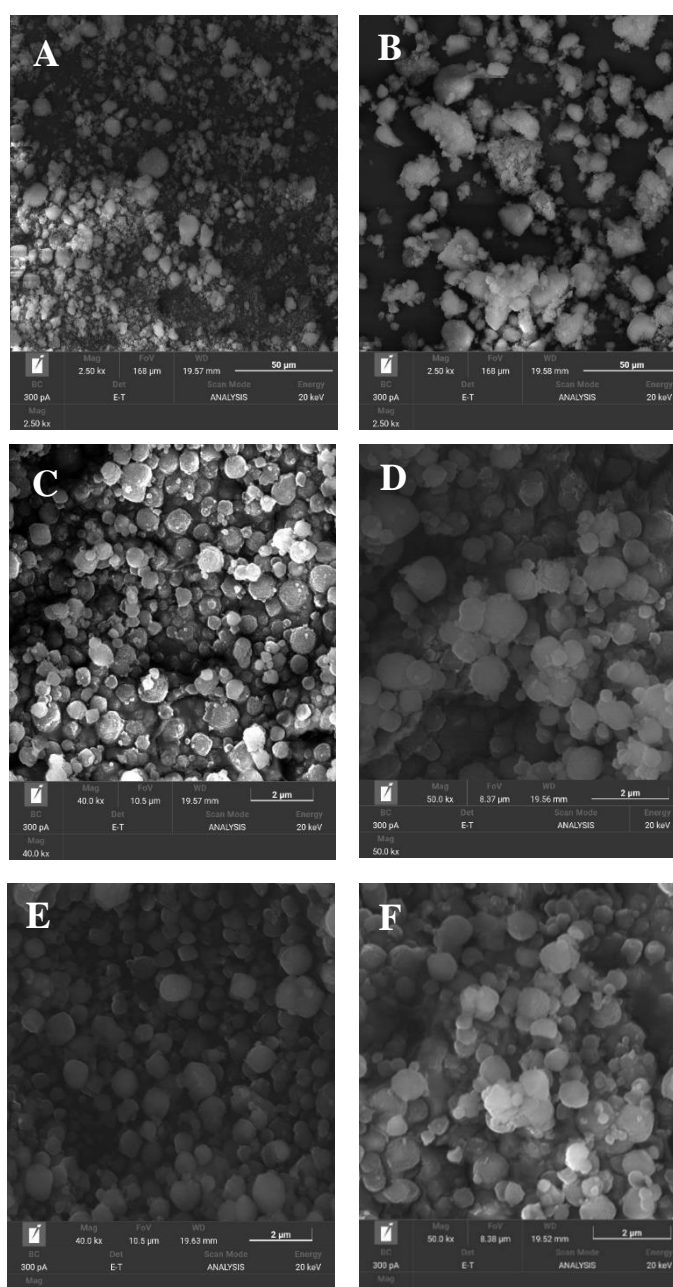 A
Mag FoV WD
2.50 kx 168 µm 19.57 mm 50 µm
BC Det Scan Mode Energy
300 pA E-T ANALYSIS 20 keV
Mag
2.50 kx
B
Mag FoV WD
2.50 kx 168 µm 19.58 mm 50 µm
BC Det Scan Mode Energy
300 pA E-T ANALYSIS 20 keV
Mag
2.50 kx
C
Mag FoV WD
40.0 kx 10.5 µm 19.57 mm 2 µm
BC Det Scan Mode Energy
300 pA E-T ANALYSIS 20 keV
Mag
40.0 kx
D
Mag FoV WD
50.0 kx 8.37 µm 19.56 mm 2 µm
BC Det Scan Mode Energy
300 pA E-T ANALYSIS 20 keV
Mag
50.0 kx
E
Mag FoV WD
40.0 kx 10.5 µm 19.63 mm 2 µm
BC Det Scan Mode Energy
300 pA E-T ANALYSIS 20 keV
Mag
F
Mag FoV WD
50.0 kx 8.38 µm 19.52 mm 2 µm
BC Det Scan Mode Energy
300 pA E-T ANALYSIS 20 keV
Mag